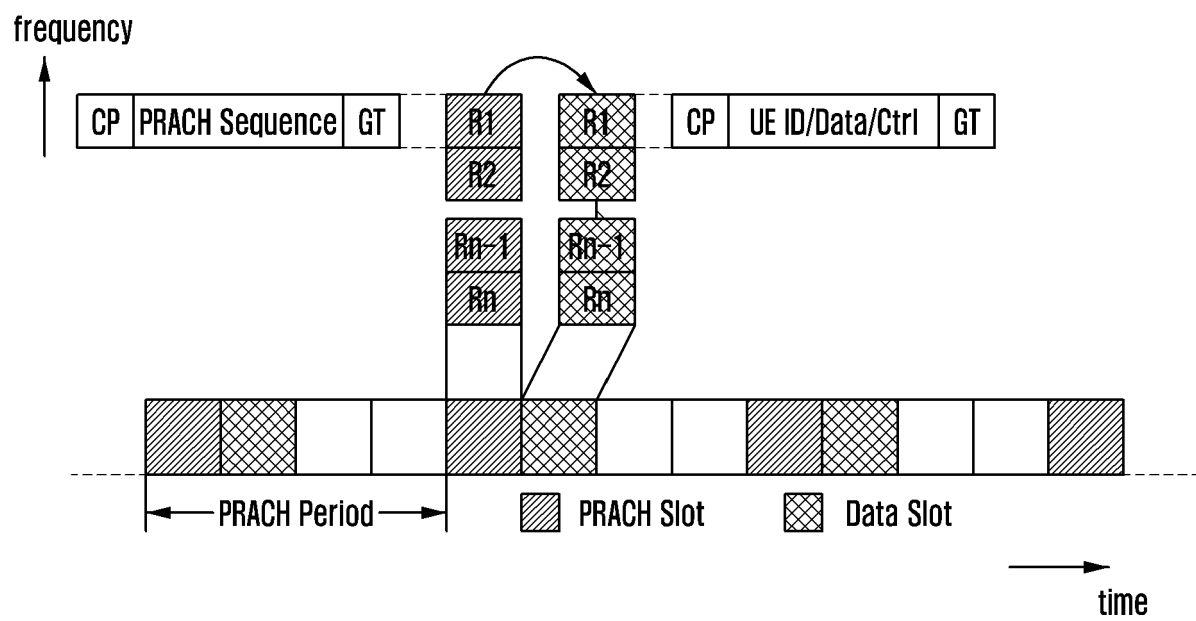 frequency
CP PRACH Sequence GT R1 R1 CP UE ID/Data/Ctrl GT
R2 R2
Rn-1 Rn-1
Rn Rn
PRACH Period PRACH Slot Data Slot
time